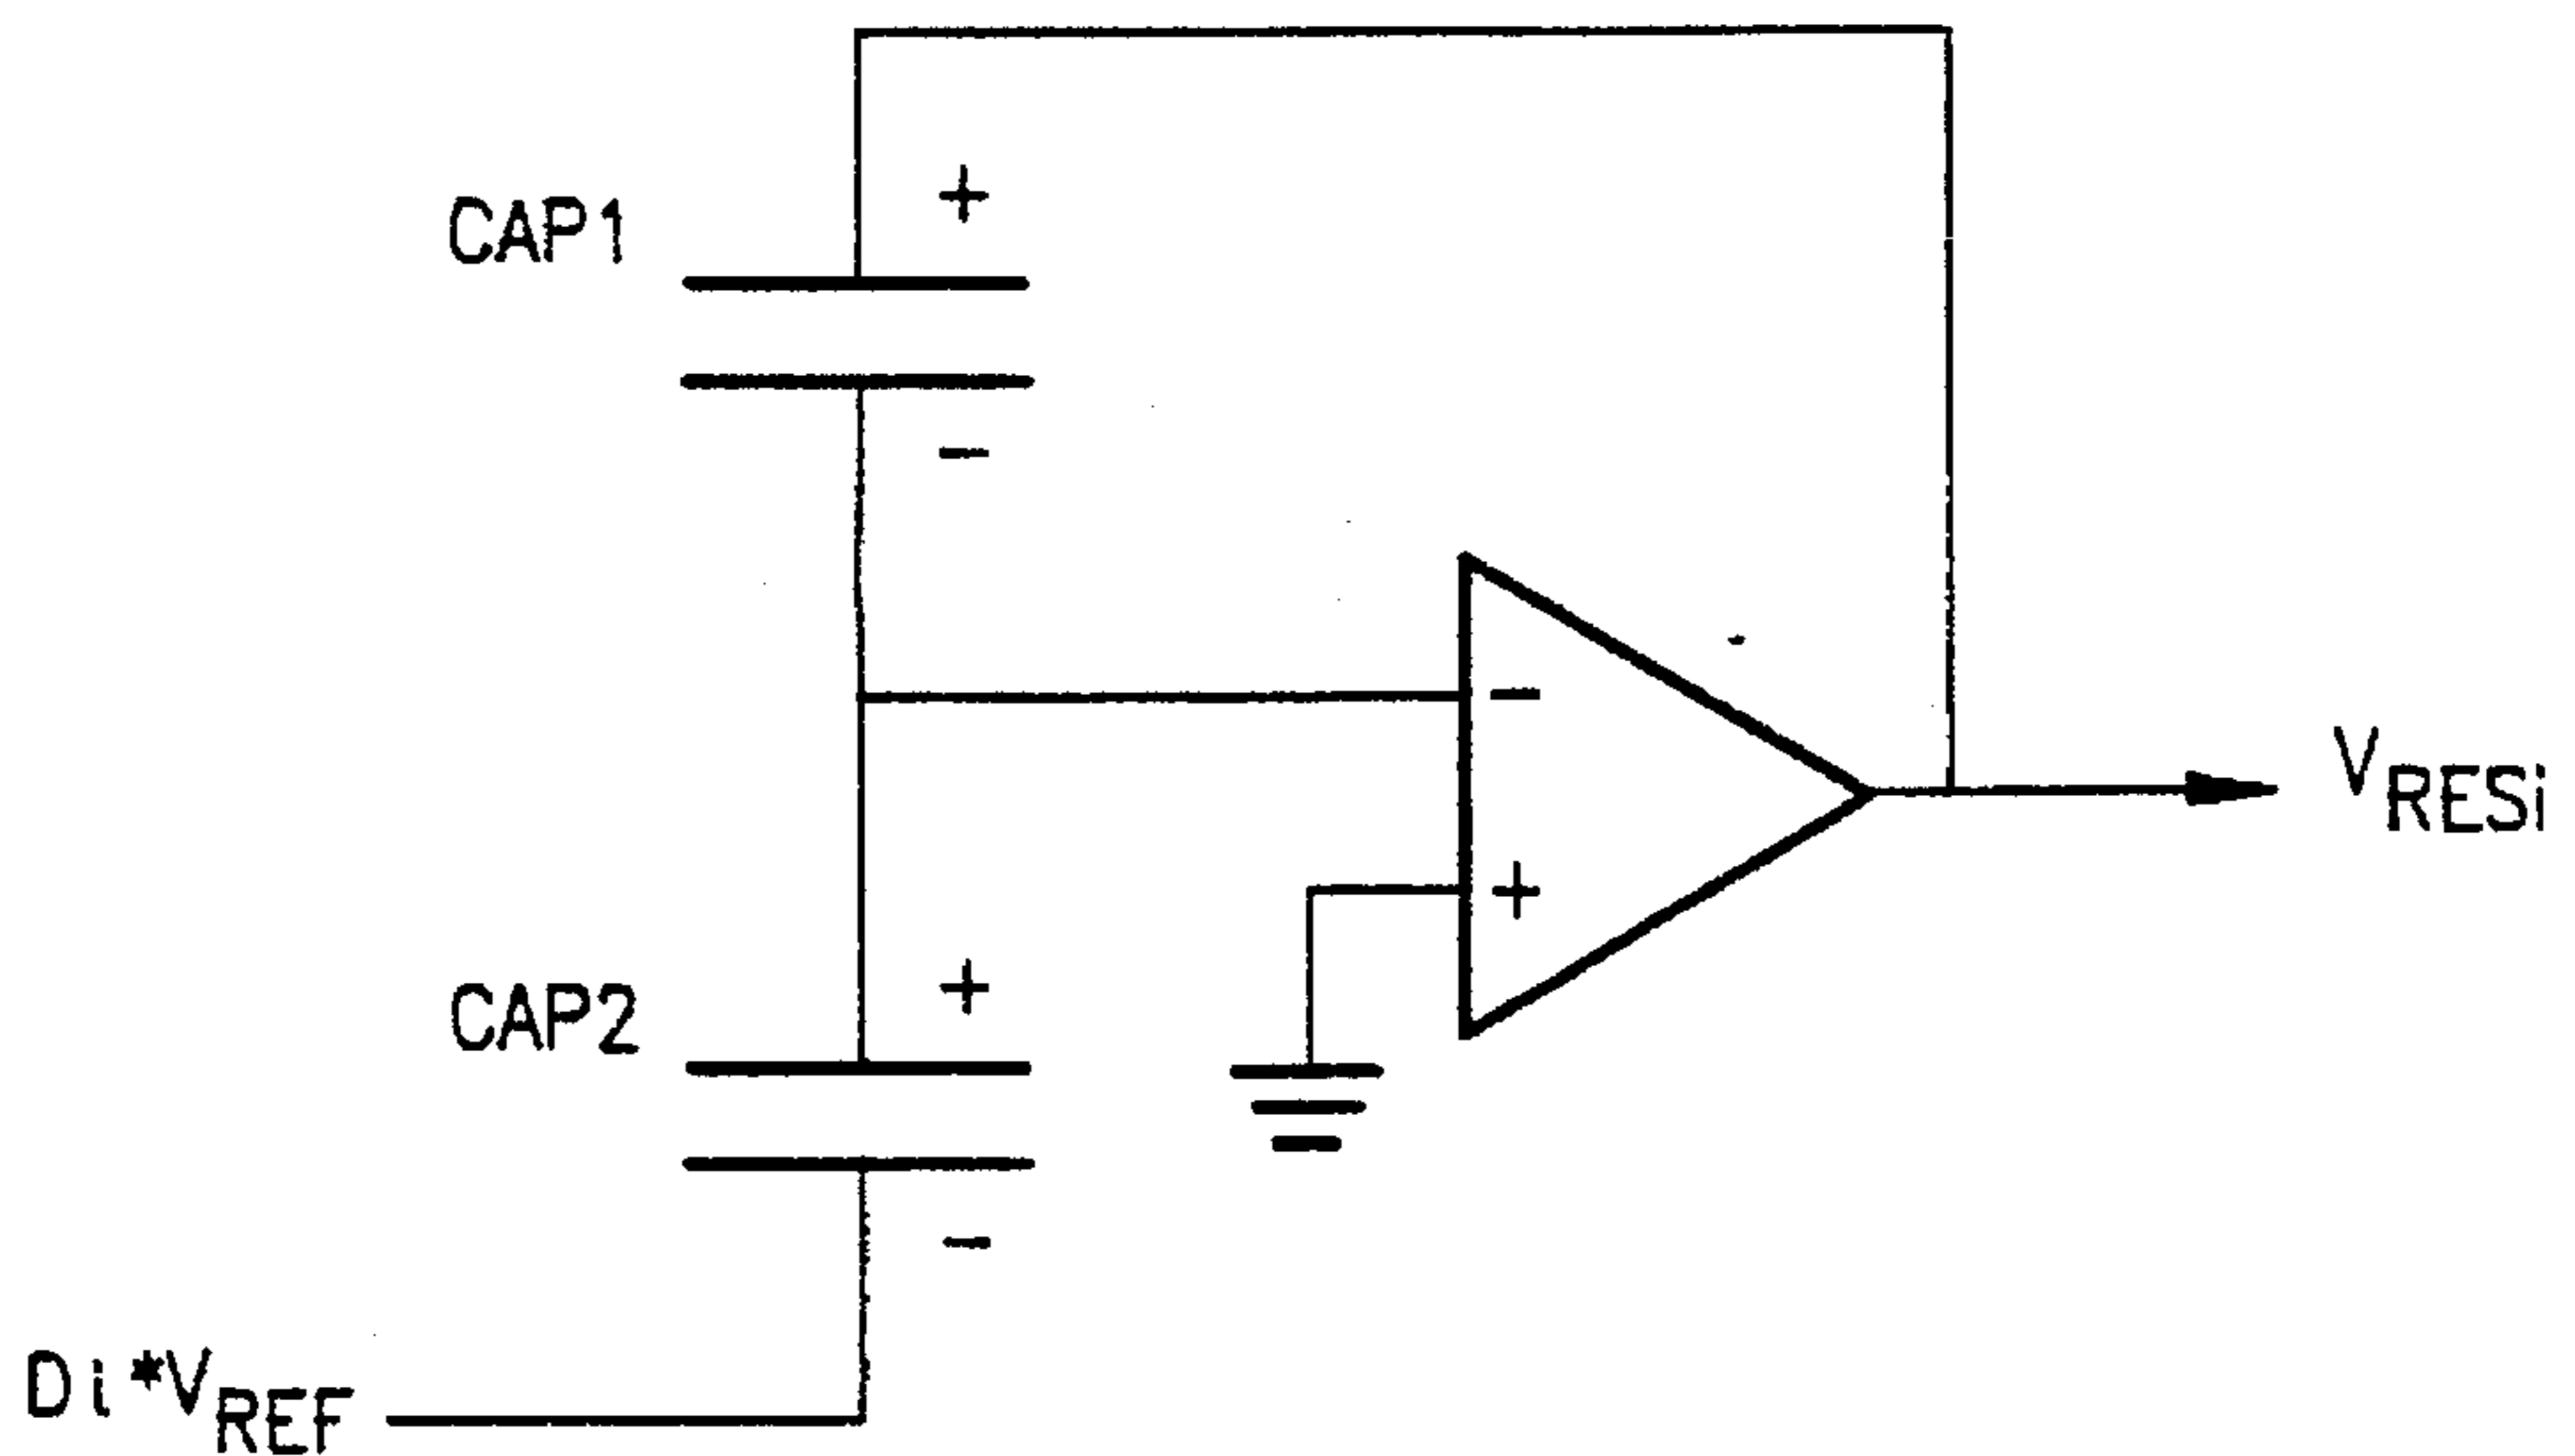 CAP1
+
-
-
V_RESi
+
CAP2
+
-
Di*V_REF